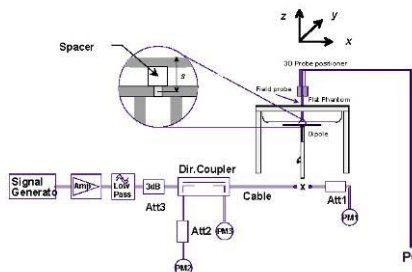 z
y
x
Spacer
s
3D Probe positioner
Field probe
Flat Phantom
Dipole
Signal
Generato
Amp
Low
Pass
3dB
Att3
Dir.Coupler
Cable
x
Att1
PM1
Att2
PM3
PM2